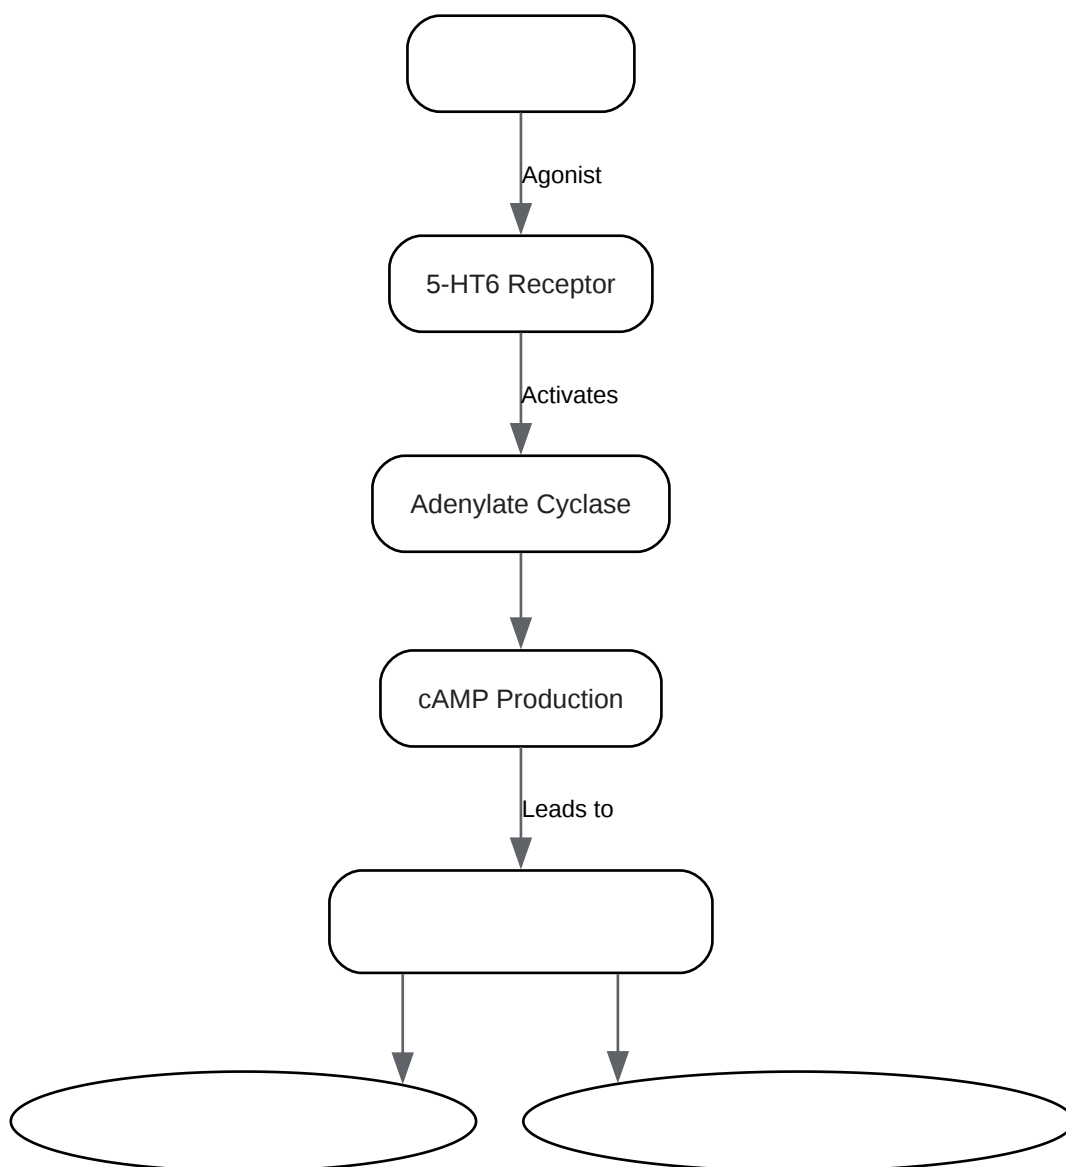 Agonist
5-HT6 Receptor
Activates
Adenylate Cyclase
cAMP Production
Leads to